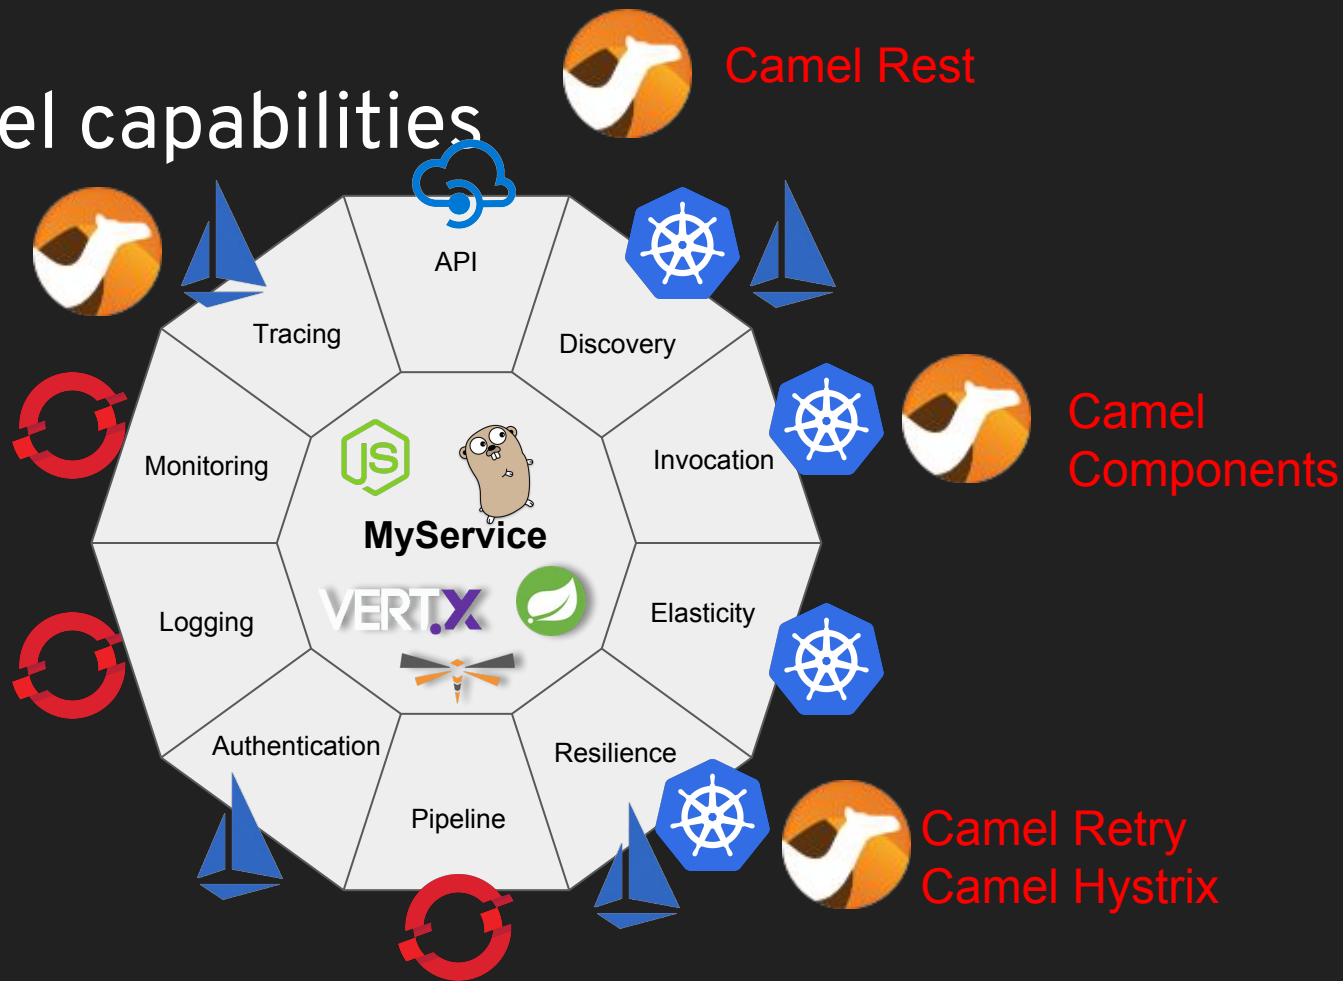 Camel Rest
el capabilities
API
Tracing
Discovery
Camel
Components
Monitoring
JS
Invocation
MyService
VERT.X
Logging
Elasticity
Authentication
Resilience
Pipeline
Camel Retry
Camel Hystrix